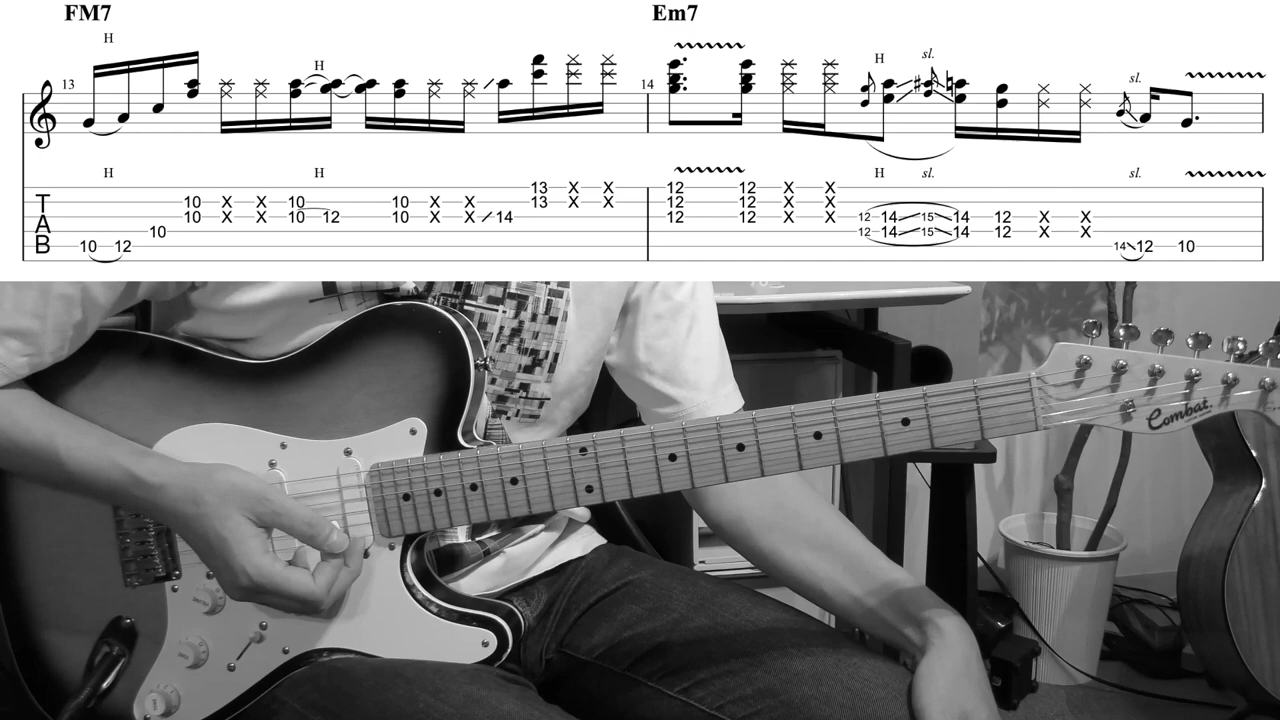 FM7 Em7
H
H sl.
13 H 14 sl.
H H H sl. sl.
13 X X 12 12 X X
10 X X 10 10 X X 13 X X 12 12 X X
10 X X 10 12 10 X X 14 12 12 X X 12 14 15 14 12 X X
10 12 14 15 14 12 X X
10 12 14 12 10
T
A
B
Combat.